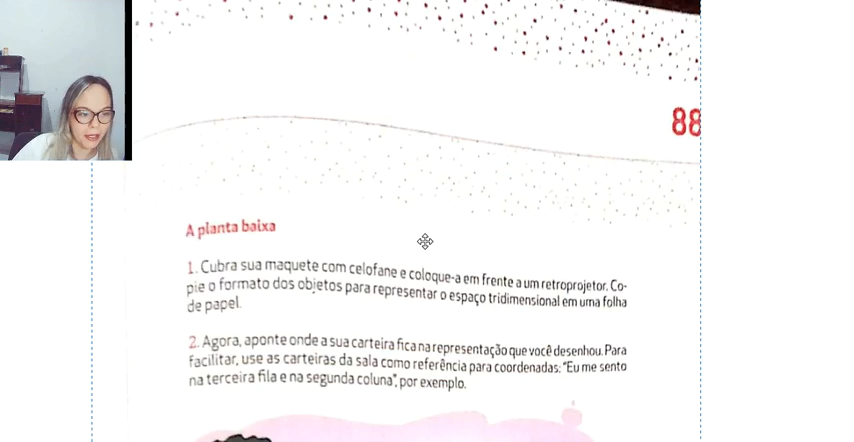 88
A planta baixa
1. Cubra sua maquete com celofane e coloque-a em frente a um retroprojetor. Co-
pie o formato dos objetos para representar o espaço tridimensional em uma folha
de papel.
2. Agora, aponte onde a sua carteira fica na representação que você desenhou. Para
facilitar, use as carteiras da sala como referência para coordenadas: "Eu me sento
na terceira fila e na segunda coluna", por exemplo.